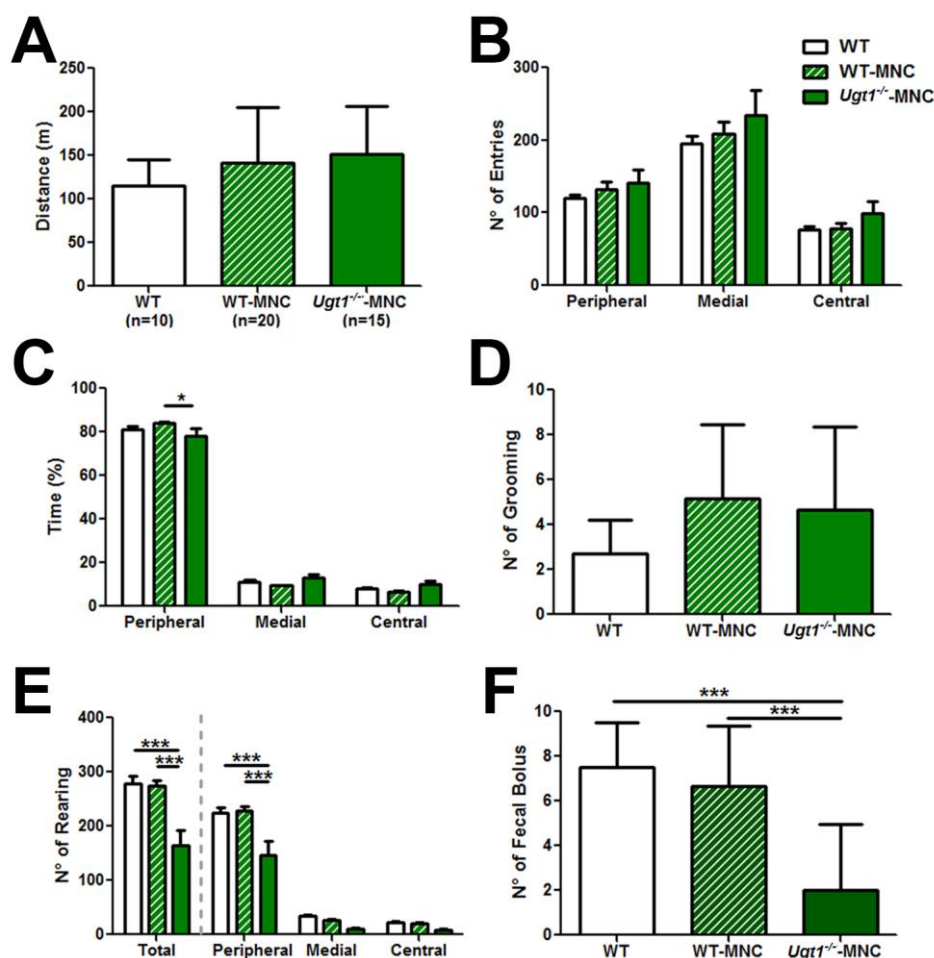 A
Distance (m)
250
200
150
100
50
0
WT
(n=10)
WT-MNC
(n=20)
Ugt1-/--MNC
(n=15)
B
N° of Entries
300
200
100
0
Peripheral
Medial
Central
WT
WT-MNC
Ugt1-/--MNC
C
Time (%)
100
80
60
40
20
0
*
Peripheral
Medial
Central
D
N° of Grooming
10
8
6
4
2
0
WT
WT-MNC
Ugt1-/--MNC
E
N° of Rearing
400
300
200
100
0
***
***
***
***
Total
Peripheral
Medial
Central
F
N° of Fecal Bolus
10
8
6
4
2
0
***
***
WT
WT-MNC
Ugt1-/--MNC